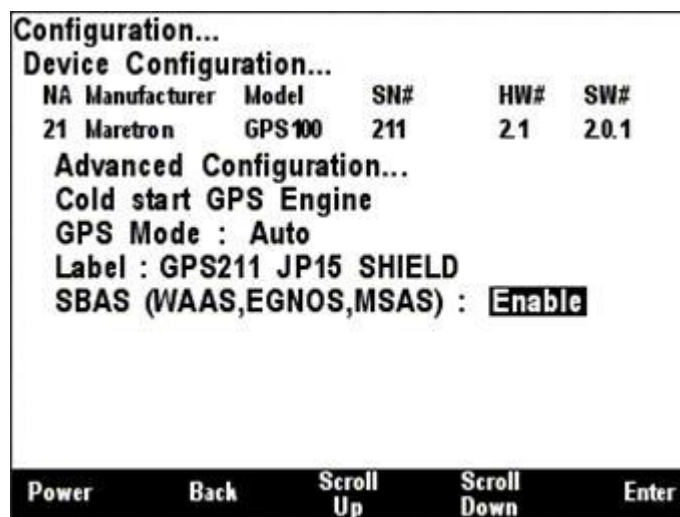 Configuration...
Device Configuration...
NA Manufacturer Model SN# HW# SW#
21 Maretron GPS100 211 2.1 2.0.1
Advanced Configuration...
Cold start GPS Engine
GPS Mode : Auto
Label : GPS211 JP15 SHIELD
SBAS (WAAS,EGNOS,MSAS) : Enable
Power Back Scroll Up Scroll Down Enter